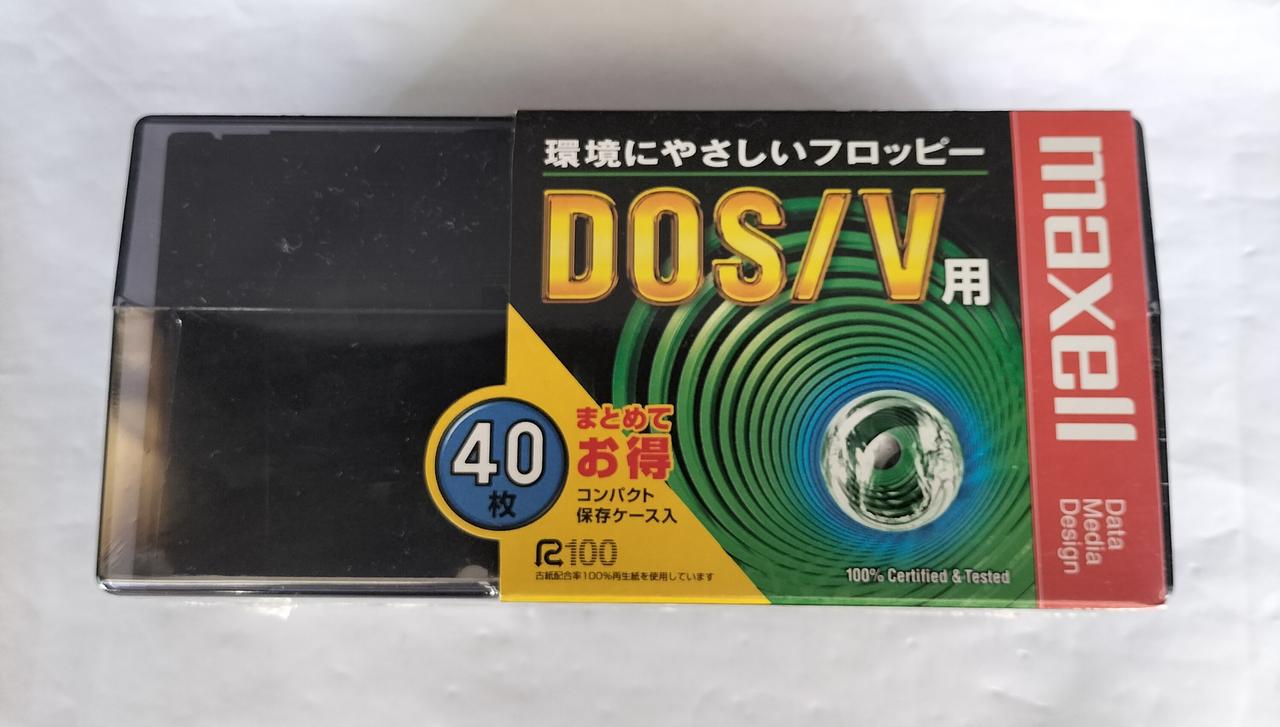 環境にやさしいフロッピー
DOS/V用
maxell
Data
Media
Design
40
枚
まとめて
お得
コンパクト
保存ケース入
R100
古紙配合率100%再生紙を使用しています
100% Certified & Tested